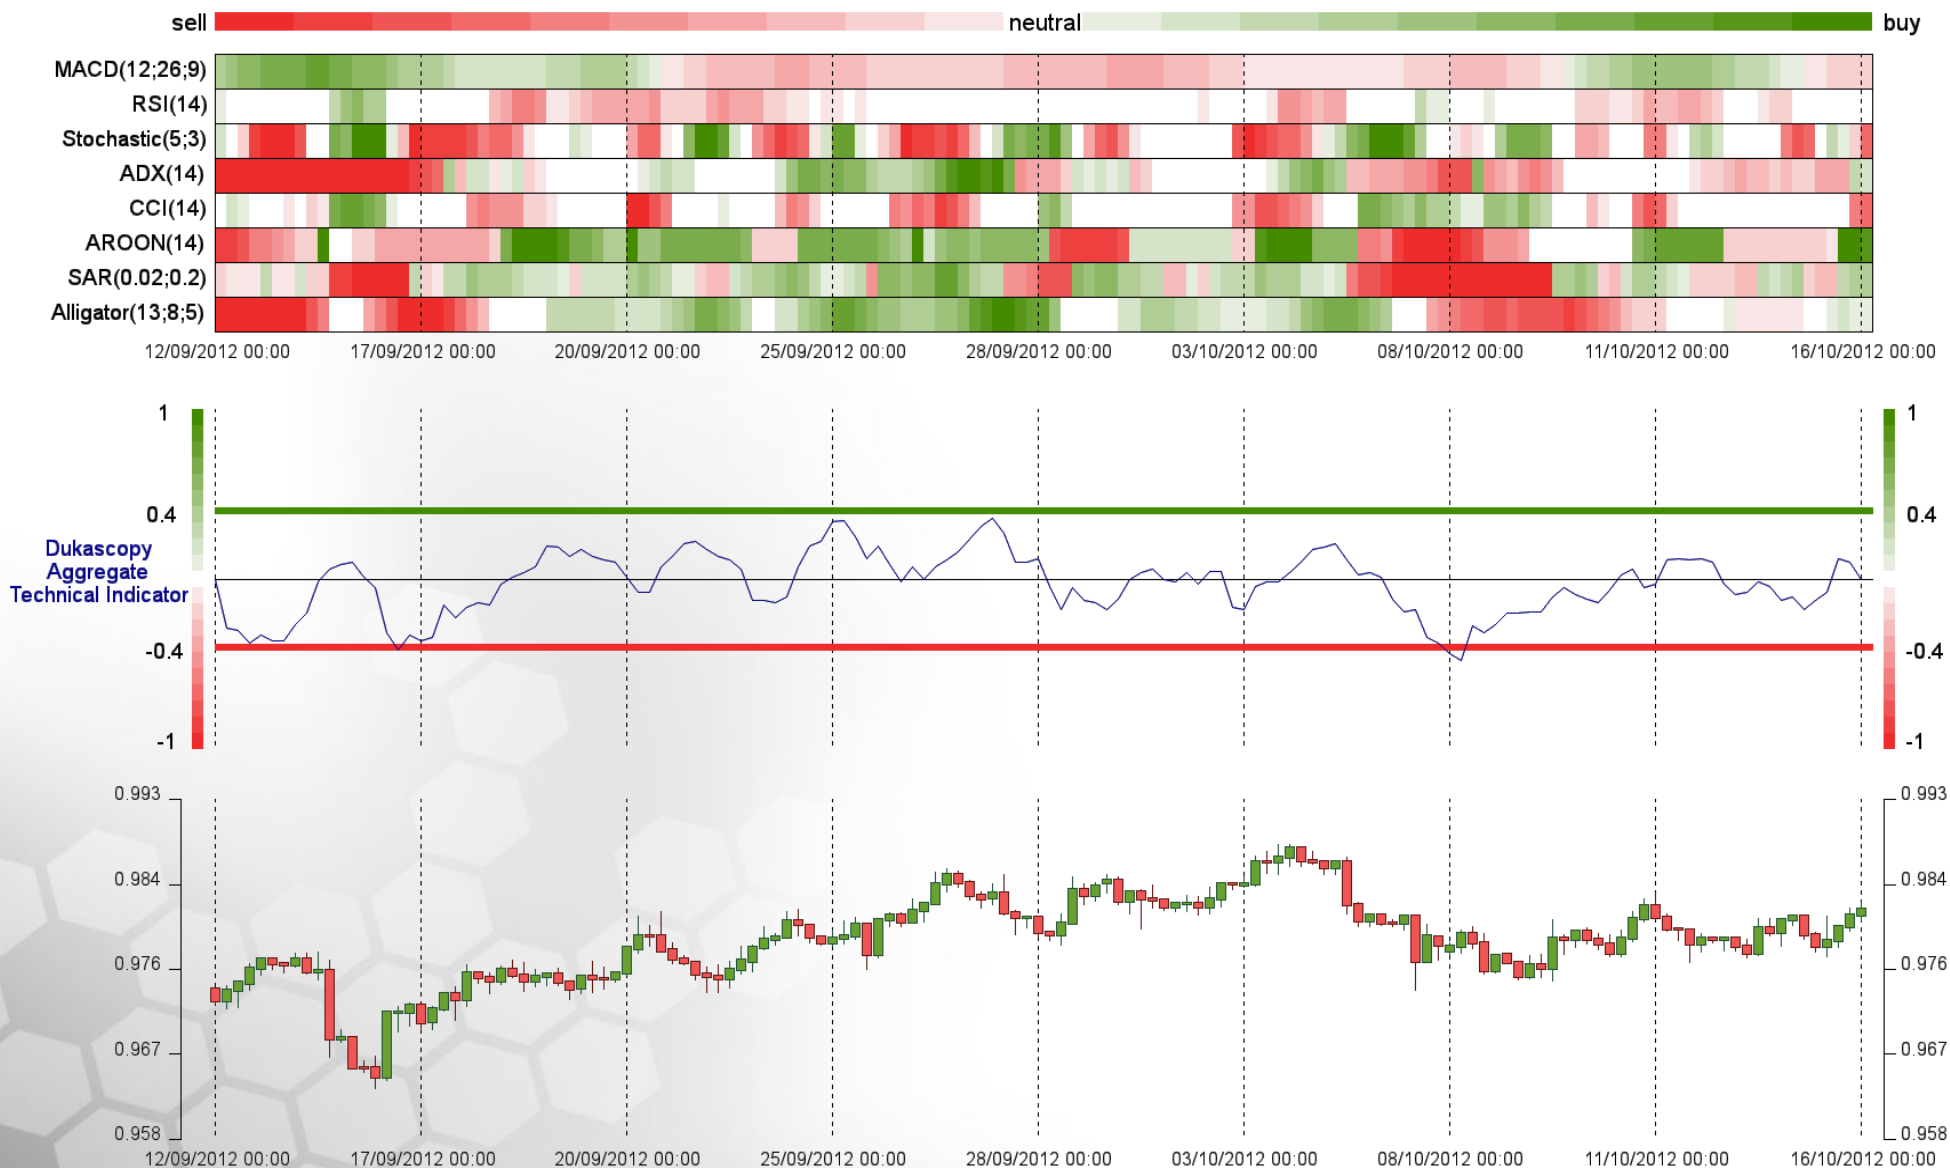 sell neutral buy
MACD(12;26;9)
RSI(14)
Stochastic(5;3)
ADX(14)
CCI(14)
AROON(14)
SAR(0.02;0.2)
Alligator(13;8;5)
12/09/2012 00:00 17/09/2012 00:00 20/09/2012 00:00 25/09/2012 00:00 28/09/2012 00:00 03/10/2012 00:00 08/10/2012 00:00 11/10/2012 00:00 16/10/2012 00:00
1 1
0.4 0.4
Dukascopy
Aggregate
Technical Indicator
-0.4 -0.4
-1 -1
0.993 0.993
0.984 0.984
0.976 0.976
0.967 0.967
0.958 0.958
12/09/2012 00:00 17/09/2012 00:00 20/09/2012 00:00 25/09/2012 00:00 28/09/2012 00:00 03/10/2012 00:00 08/10/2012 00:00 11/10/2012 00:00 16/10/2012 00:00